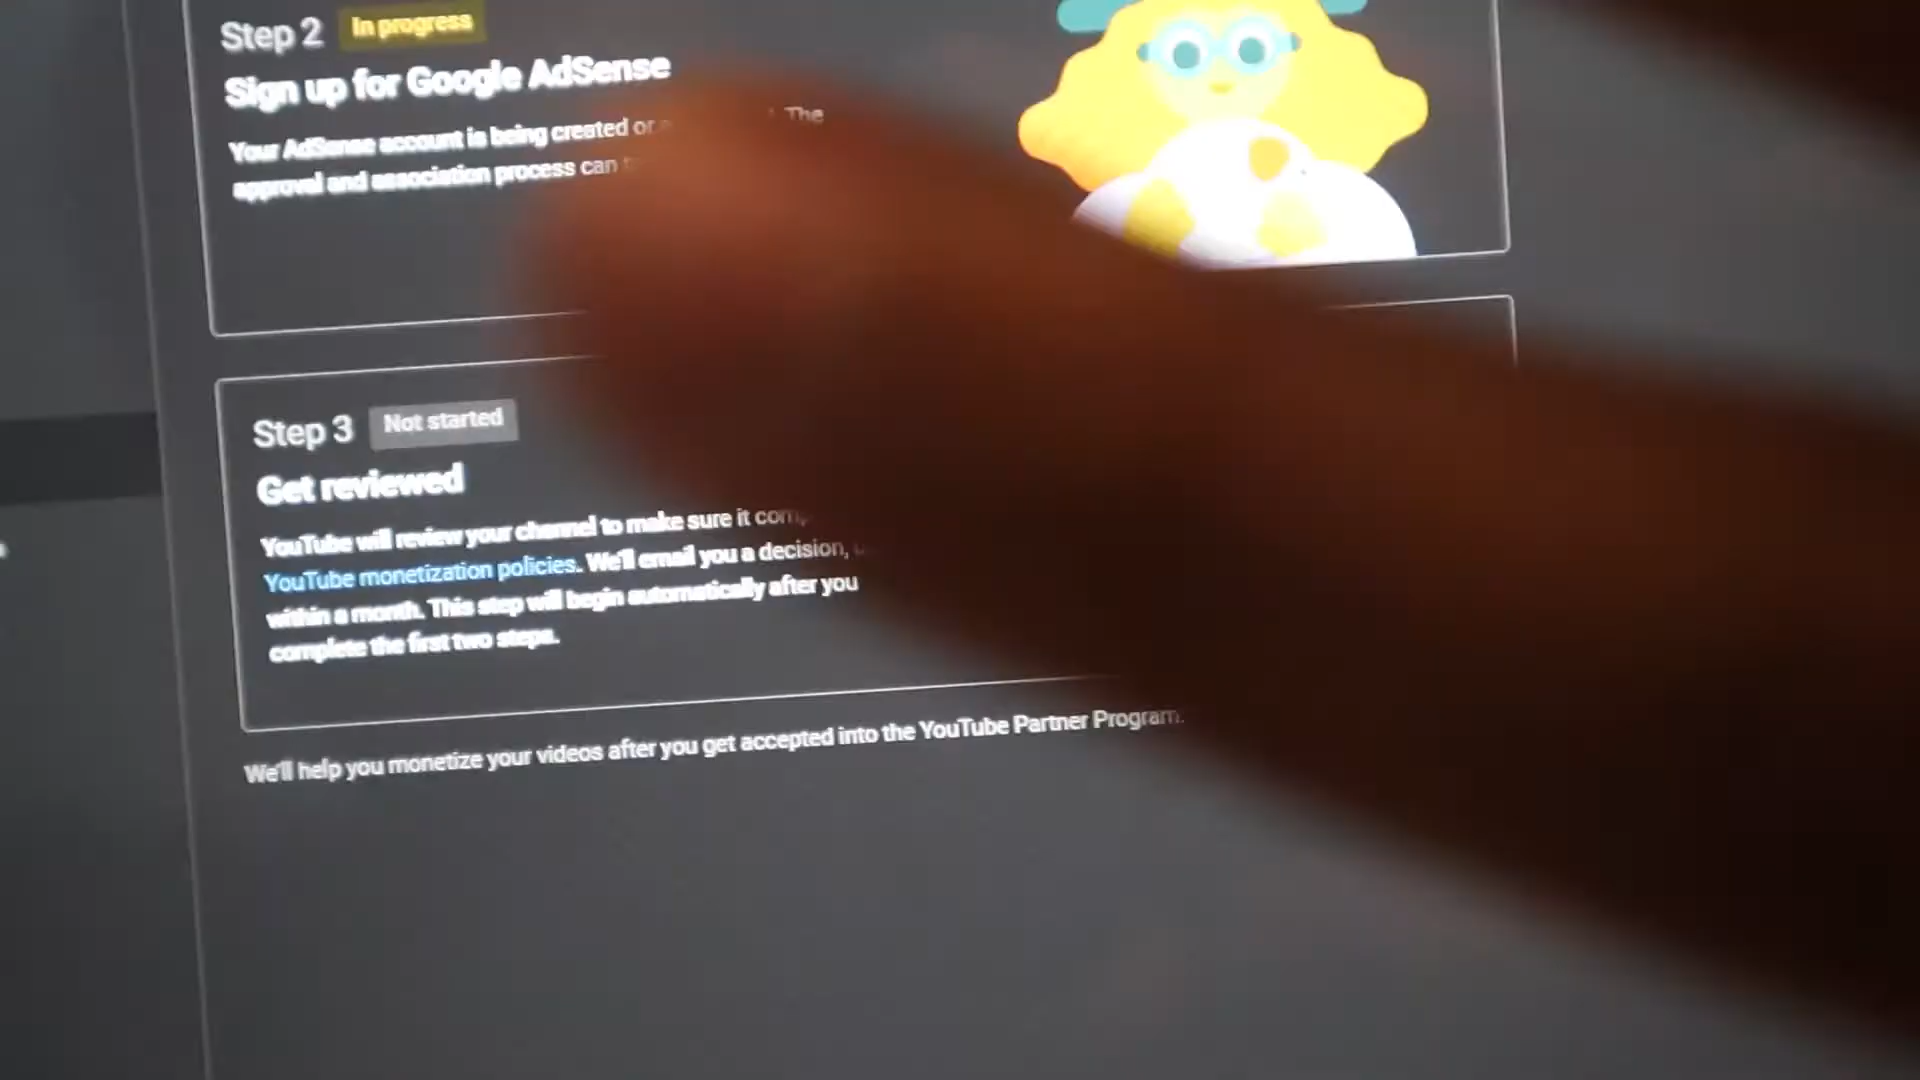 Step 2 In progress
Sign up for Google AdSense
Your AdSense account is being created or The
approval and association process can
Step 3 Not started
Get reviewed
YouTube will review your channel to make sure it
YouTube monetization policies. We'll email you a decision,
within a month. This step will begin automatically after you
complete the first two steps.
We'll help you monetize your videos after you get accepted into the YouTube Partner Program.